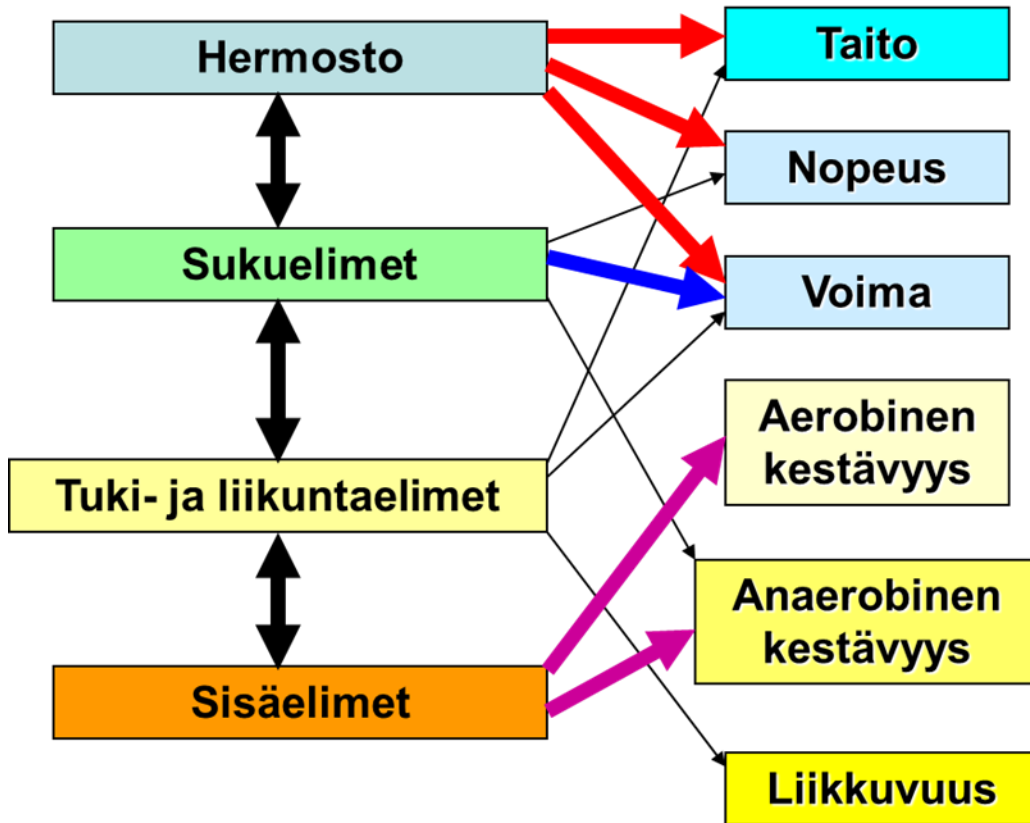 Hermosto
Sukuelimet
Tuki- ja liikuntaelimet
Sisäelimet
Taito
Nopeus
Voima
Aerobinen
kestävyys
Anaerobinen
kestävyys
Liikkuvuus